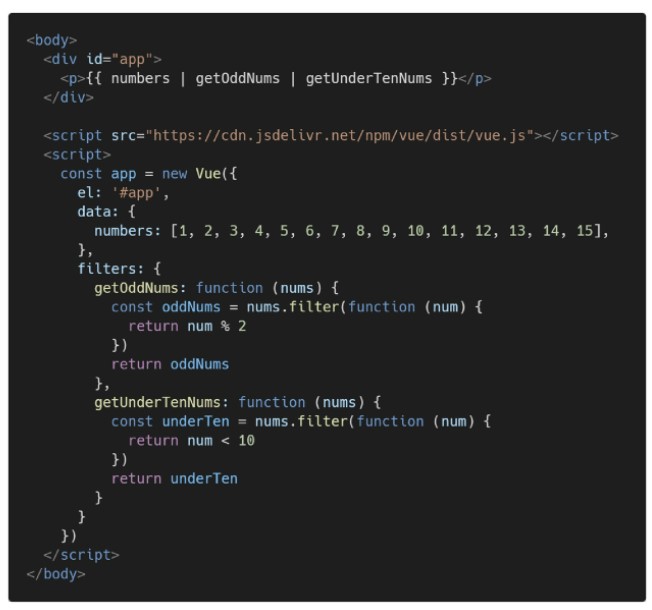 <body>
  <div id="app">
    <p>{{ numbers | getOddNums | getUnderTenNums }}</p>
  </div>

  <script src="https://cdn.jsdelivr.net/npm/vue/dist/vue.js"></script>
  <script>
    const app = new Vue({
      el: '#app',
      data: {
        numbers: [1, 2, 3, 4, 5, 6, 7, 8, 9, 10, 11, 12, 13, 14, 15],
      },
      filters: {
        getOddNums: function (nums) {
          const oddNums = nums.filter(function (num) {
            return num % 2
          })
          return oddNums
        },
        getUnderTenNums: function (nums) {
          const underTen = nums.filter(function (num) {
            return num < 10
          })
          return underTen
        }
      }
    })
  </script>
</body>